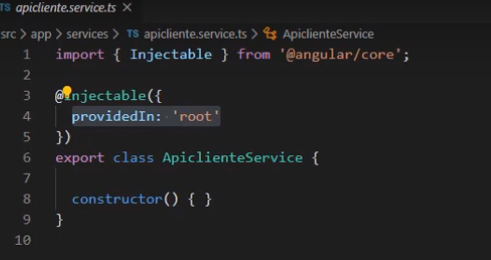 TS apicliente.service.ts ×
src > app > services > TS apicliente.service.ts > ApiclienteService
1 import { Injectable } from '@angular/core';
2
3 @Injectable({
4 providedIn: 'root'
5 })
6 export class ApiclienteService {
7
8 constructor() { }
9 }
10